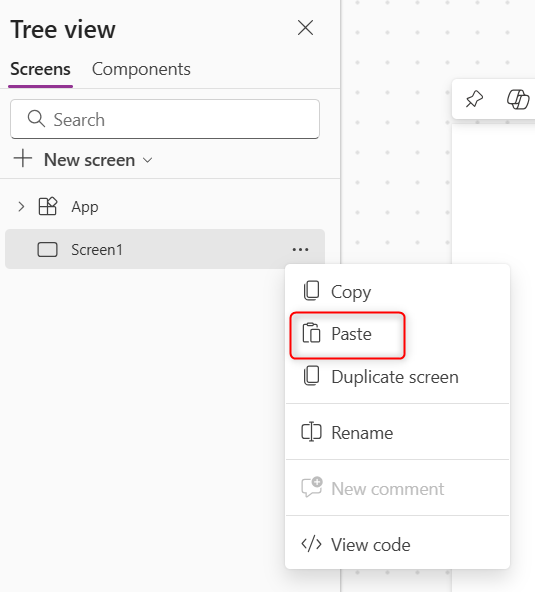 Tree view
Screens Components
Search
New screen
App
Screen1
Copy
Paste
Duplicate screen
Rename
New comment
View code